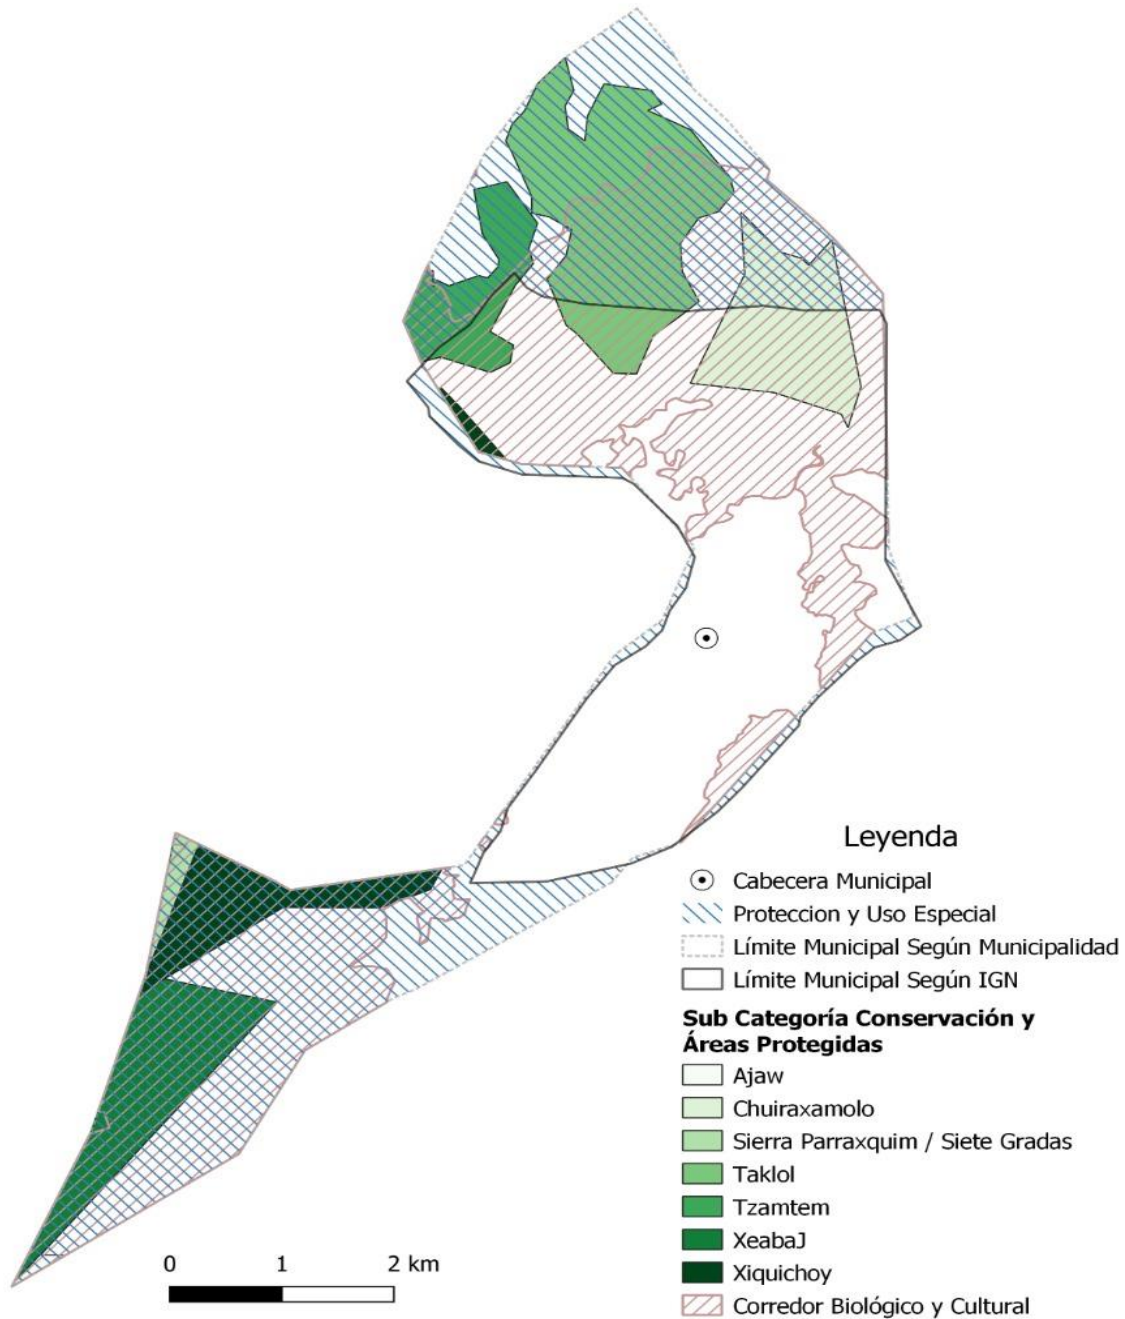 Leyenda
Cabecera Municipal
Proteccion y Uso Especial
Límite Municipal Según Municipalidad
Límite Municipal Según IGN
Sub Categoría Conservación y
Áreas Protegidas
Ajaw
Chuiraxamolo
Sierra Parraxquim / Siete Gradas
Taklol
Tzamtem
XeabaJ
Xiquichoy
Corredor Biológico y Cultural
0 1 2 km